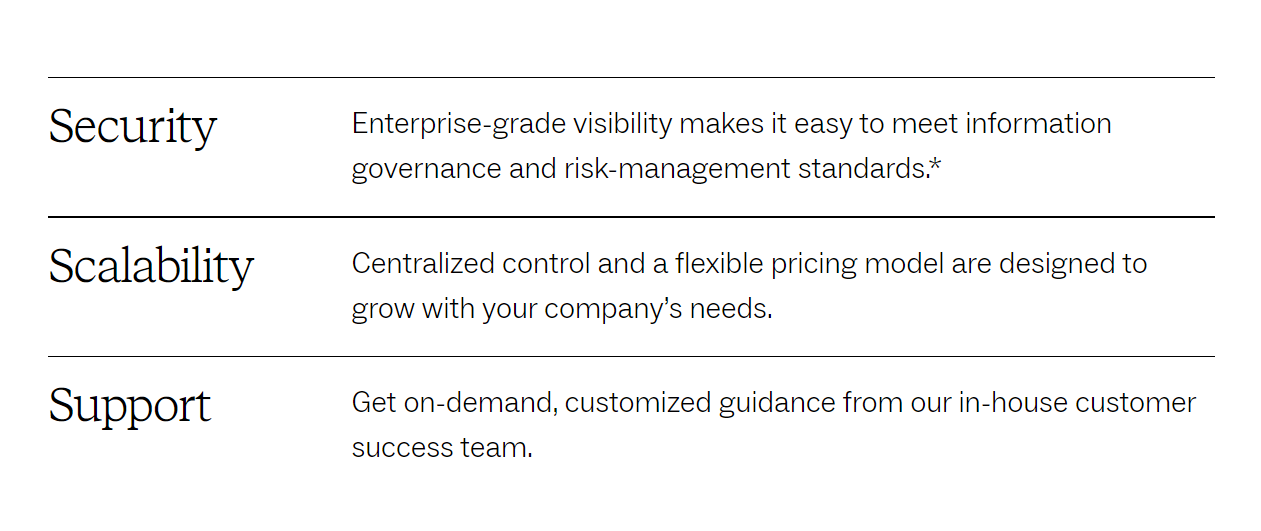 Security
Enterprise-grade visibility makes it easy to meet information
governance and risk-management standards.*
Scalability
Centralized control and a flexible pricing model are designed to
grow with your company’s needs.
Support
Get on-demand, customized guidance from our in-house customer
success team.